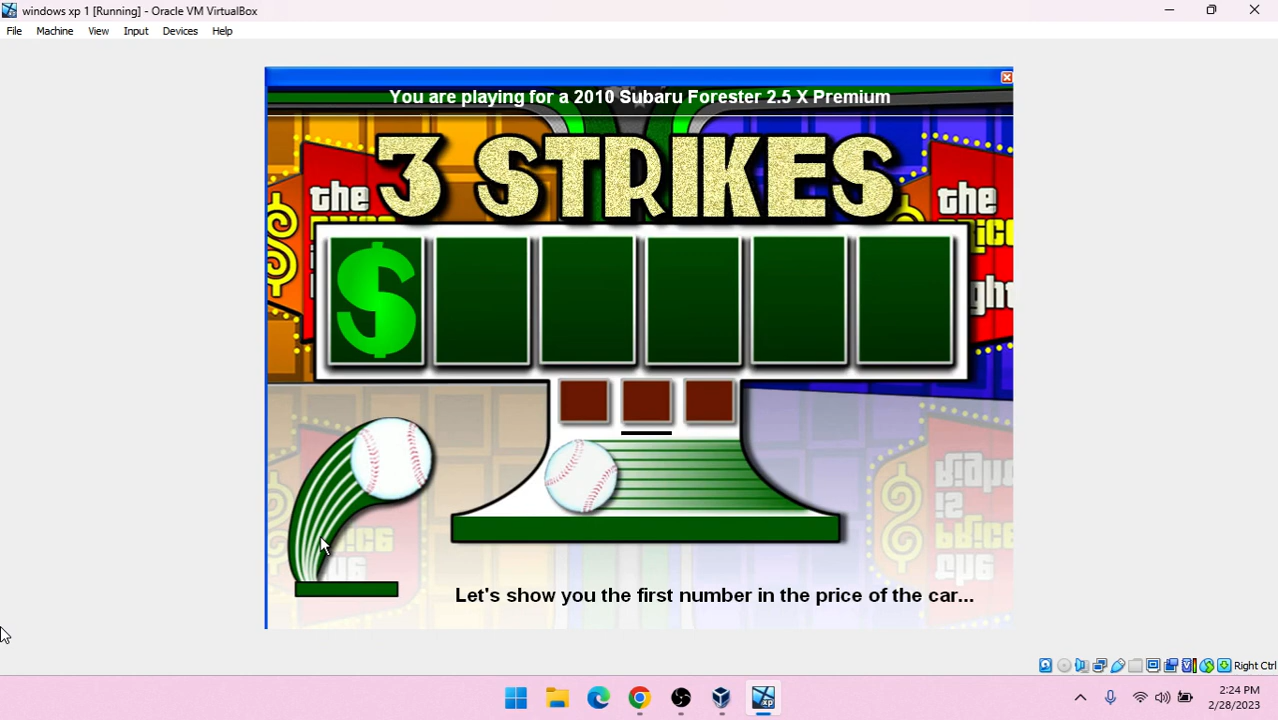 windows xp 1 [Running] - Oracle VM VirtualBox
File Machine View Input Devices Help
You are playing for a 2010 Subaru Forester 2.5 X Premium
3 STRIKES
the
the
$
Let's show you the first number in the price of the car...
Right Ctrl
xp
2:24 PM
2/28/2023